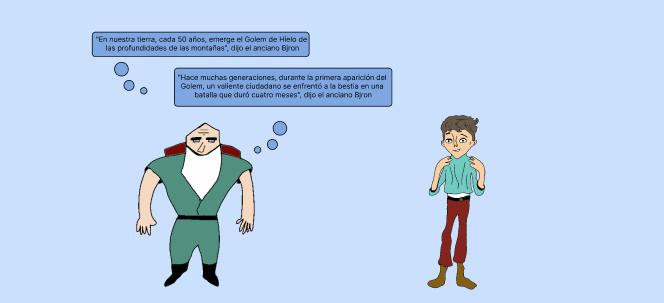 "En nuestra tierra, cada 50 años, emerge el Golem de Hielo de
las profundidades de las montañas", dijo el anciano Bjron
"Hace muchas generaciones, durante la primera aparición del
Golem, un valiente ciudadano se enfrentó a la bestia en una
batalla que duró cuatro meses", dijo el anciano Bjron